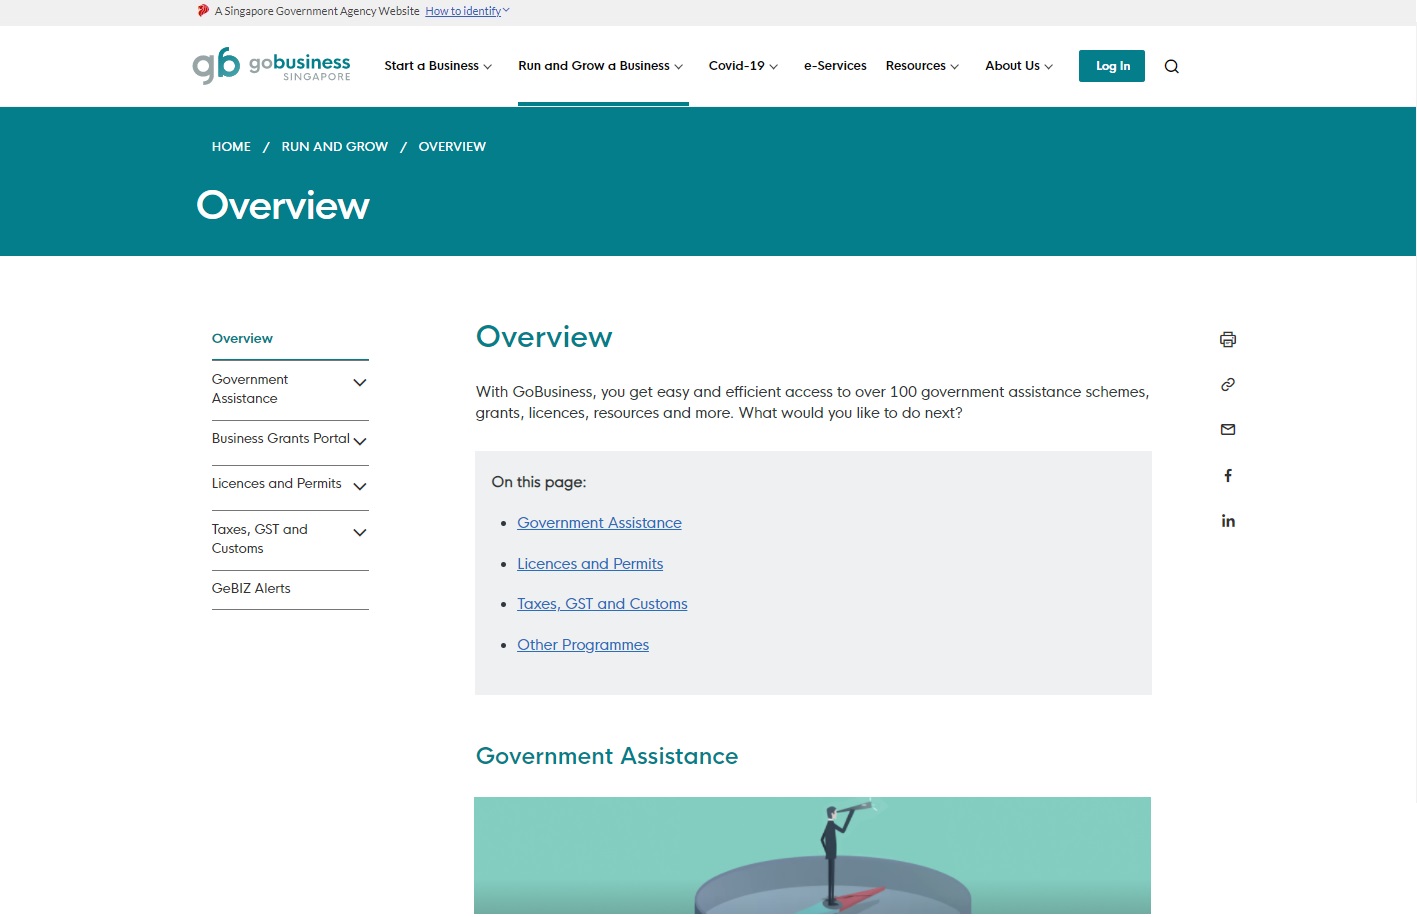 A Singapore Government Agency Website How to identify
gb gobusiness
SINGAPORE
Start a Business
Run and Grow a Business
Covid-19
e-Services
Resources
About Us
Log In
HOME / RUN AND GROW / OVERVIEW
Overview
Overview
Government
Assistance
Business Grants Portal
Licences and Permits
Taxes, GST and
Customs
GeBIZ Alerts
Overview
With GoBusiness, you get easy and efficient access to over 100 government assistance schemes,
grants, licences, resources and more. What would you like to do next?
On this page:
Government Assistance
Licences and Permits
Taxes, GST and Customs
Other Programmes
Government Assistance